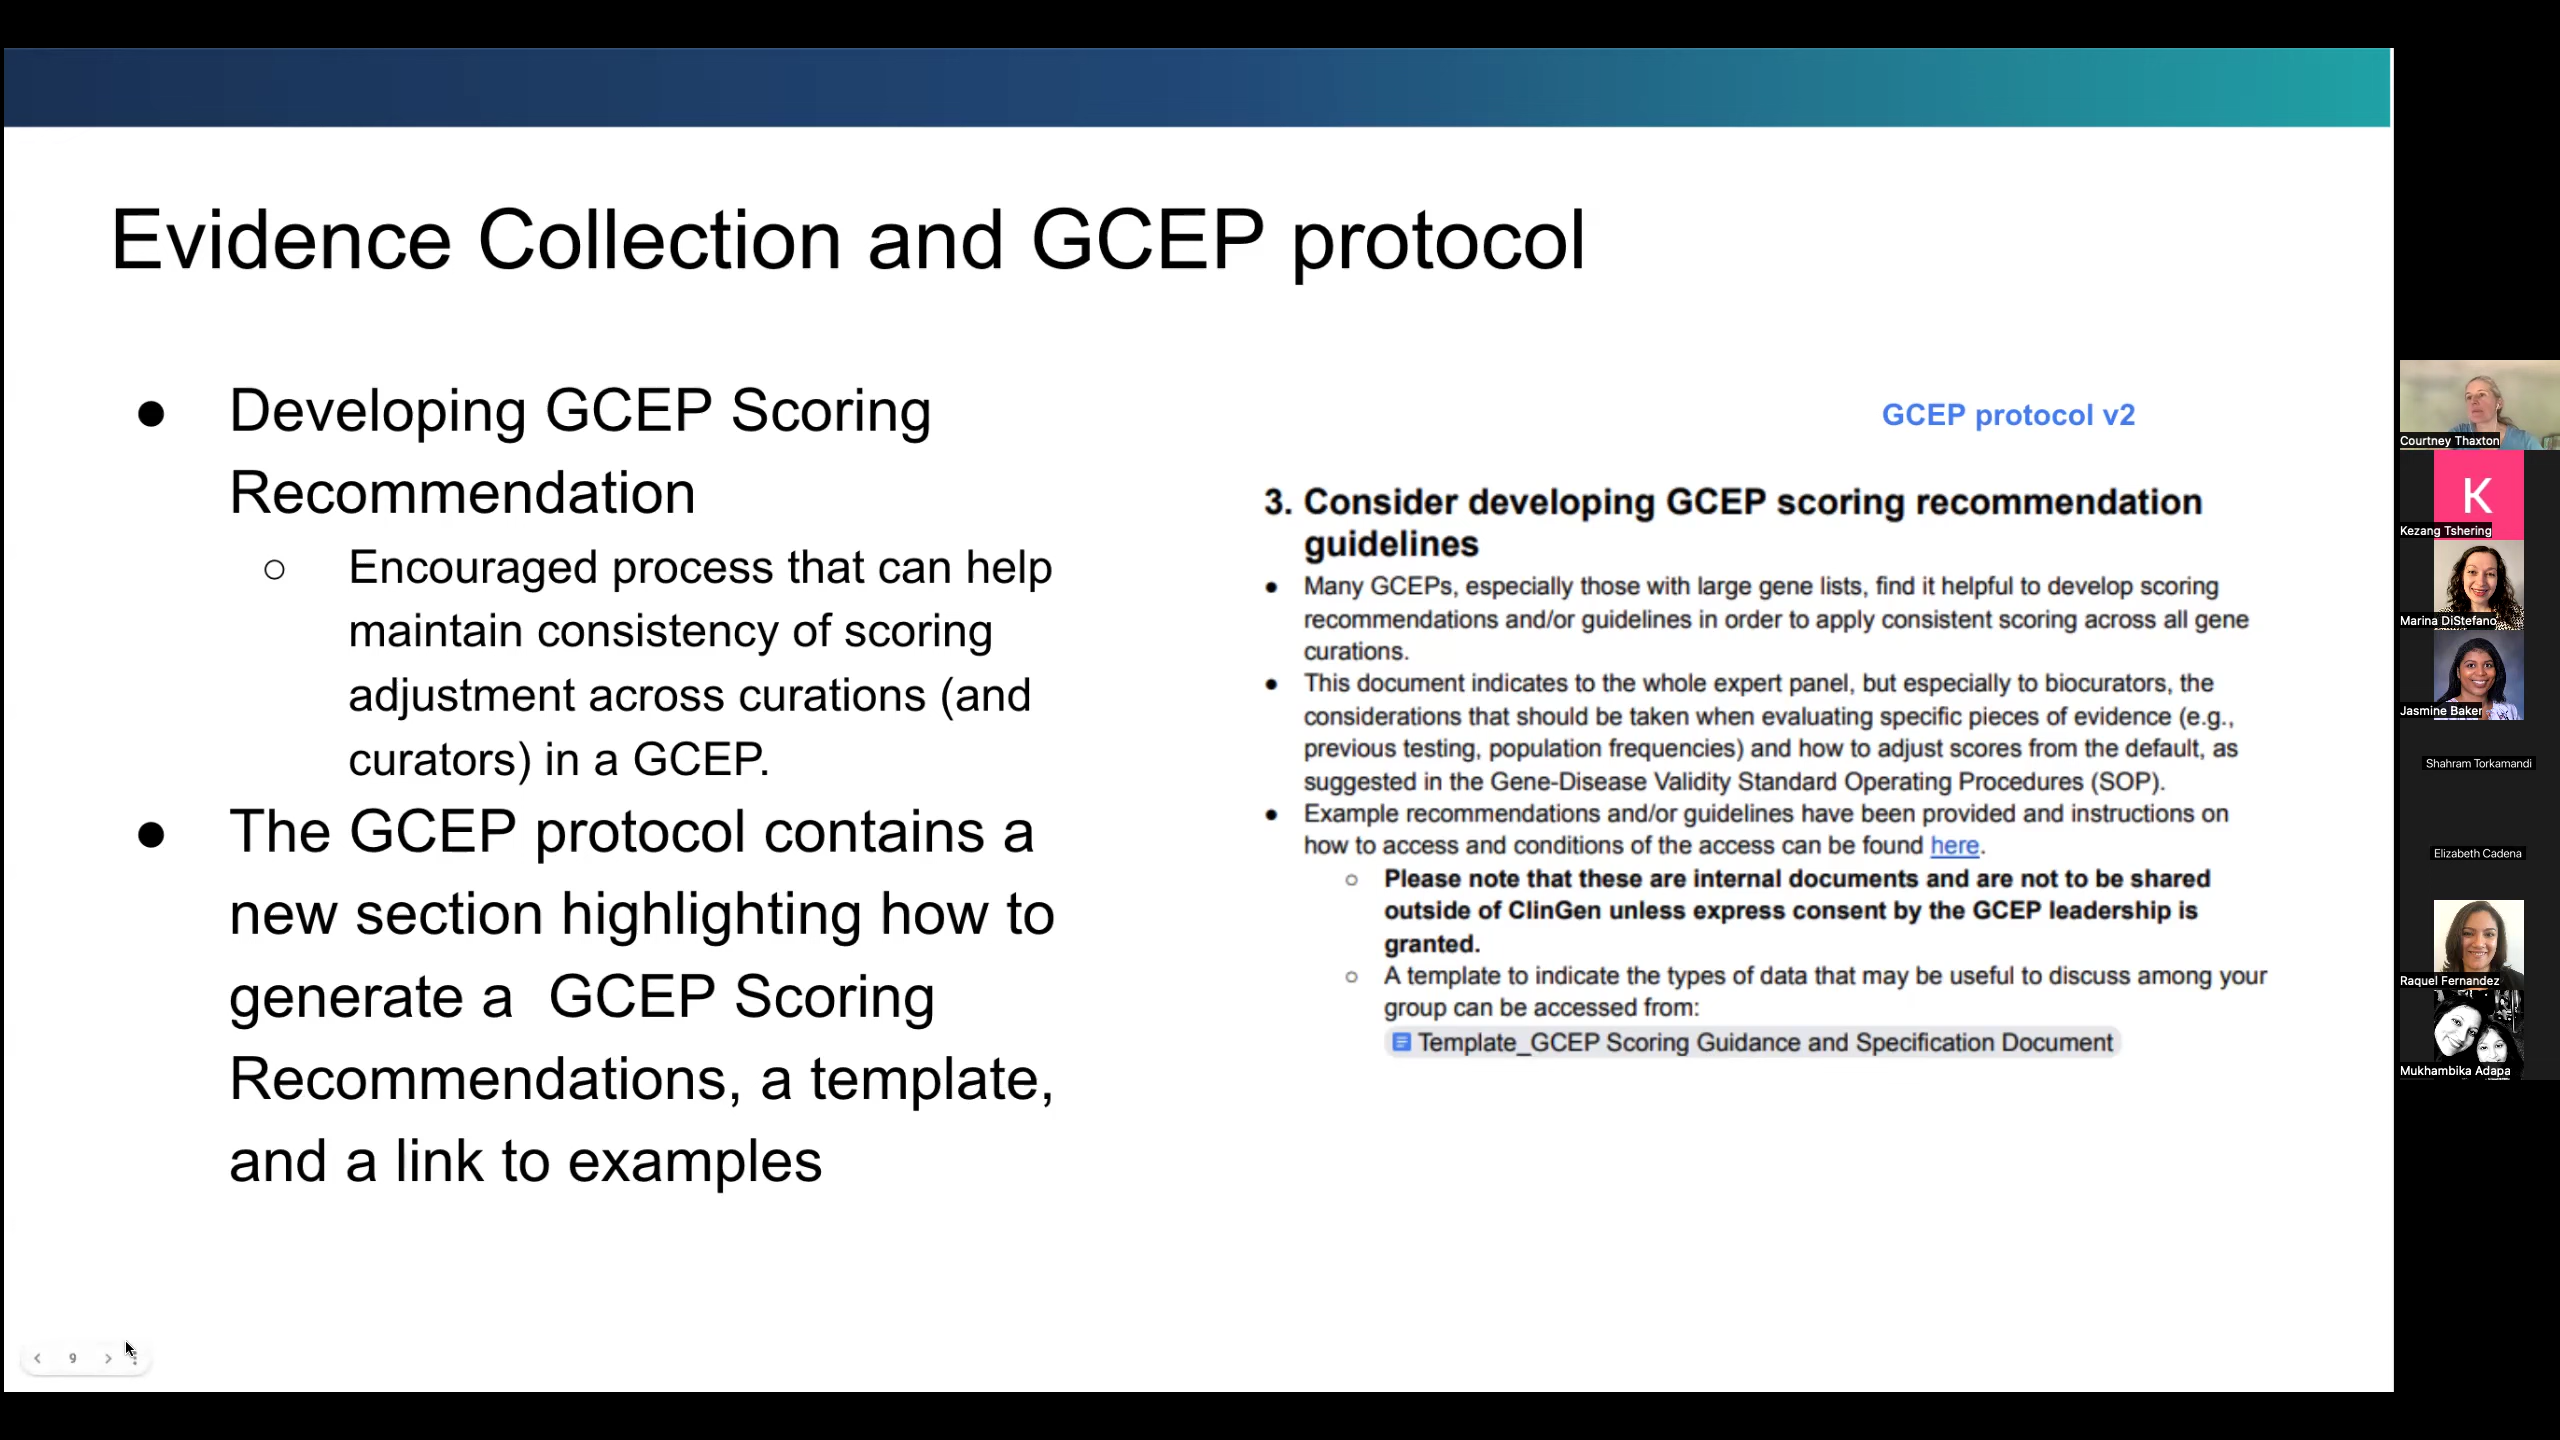 Evidence Collection and GCEP protocol
● Developing GCEP Scoring
Recommendation
○ Encouraged process that can help
maintain consistency of scoring
adjustment across curations (and
curators) in a GCEP.
● The GCEP protocol contains a
new section highlighting how to
generate a  GCEP Scoring
Recommendations, a template,
and a link to examples
GCEP protocol v2
3. Consider developing GCEP scoring recommendation
guidelines
● Many GCEPs, especially those with large gene lists, find it helpful to develop scoring
recommendations and/or guidelines in order to apply consistent scoring across all gene
curations.
● This document indicates to the whole expert panel, but especially to biocurators, the
considerations that should be taken when evaluating specific pieces of evidence (e.g.,
previous testing, population frequencies) and how to adjust scores from the default, as
suggested in the Gene-Disease Validity Standard Operating Procedures (SOP).
● Example recommendations and/or guidelines have been provided and instructions on
how to access and conditions of the access can be found here.
○ Please note that these are internal documents and are not to be shared
outside of ClinGen unless express consent by the GCEP leadership is
granted.
○ A template to indicate the types of data that may be useful to discuss among your
group can be accessed from:
Template_GCEP Scoring Guidance and Specification Document
9
Courtney Thaxton
K
Kezang Tshering
Marina DiStefano
Jasmine Baker
Shahram Torkamandi
Elizabeth Cadena
Raquel Fernandez
Mukhambika Adapa